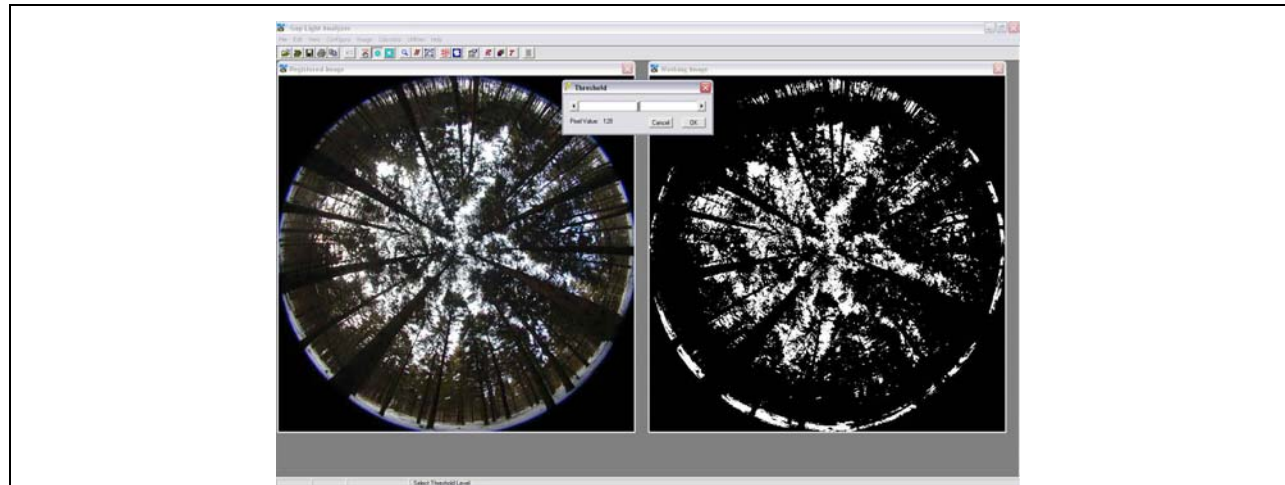 Gap Light Analyzer
File Edit View Configure Image Calculate Utilities Help
Registered Image
Working Image
Threshold
Pixel Value: 128
Cancel
OK
Select Threshold Level